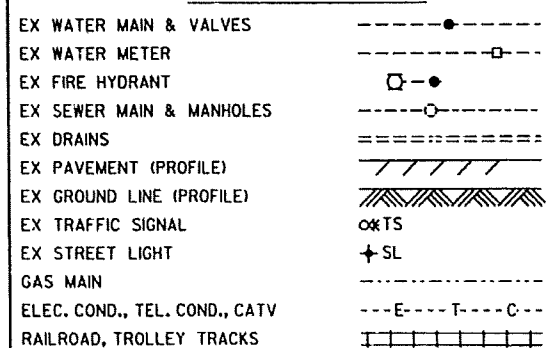 EX WATER MAIN & VALVES
EX WATER METER
EX FIRE HYDRANT
EX SEWER MAIN & MANHOLES
EX DRAINS
EX PAVEMENT (PROFILE)
EX GROUND LINE (PROFILE)
EX TRAFFIC SIGNAL TS
EX STREET LIGHT SL
GAS MAIN
ELEC. COND., TEL. COND., CATV E T C
RAILROAD, TROLLEY TRACKS